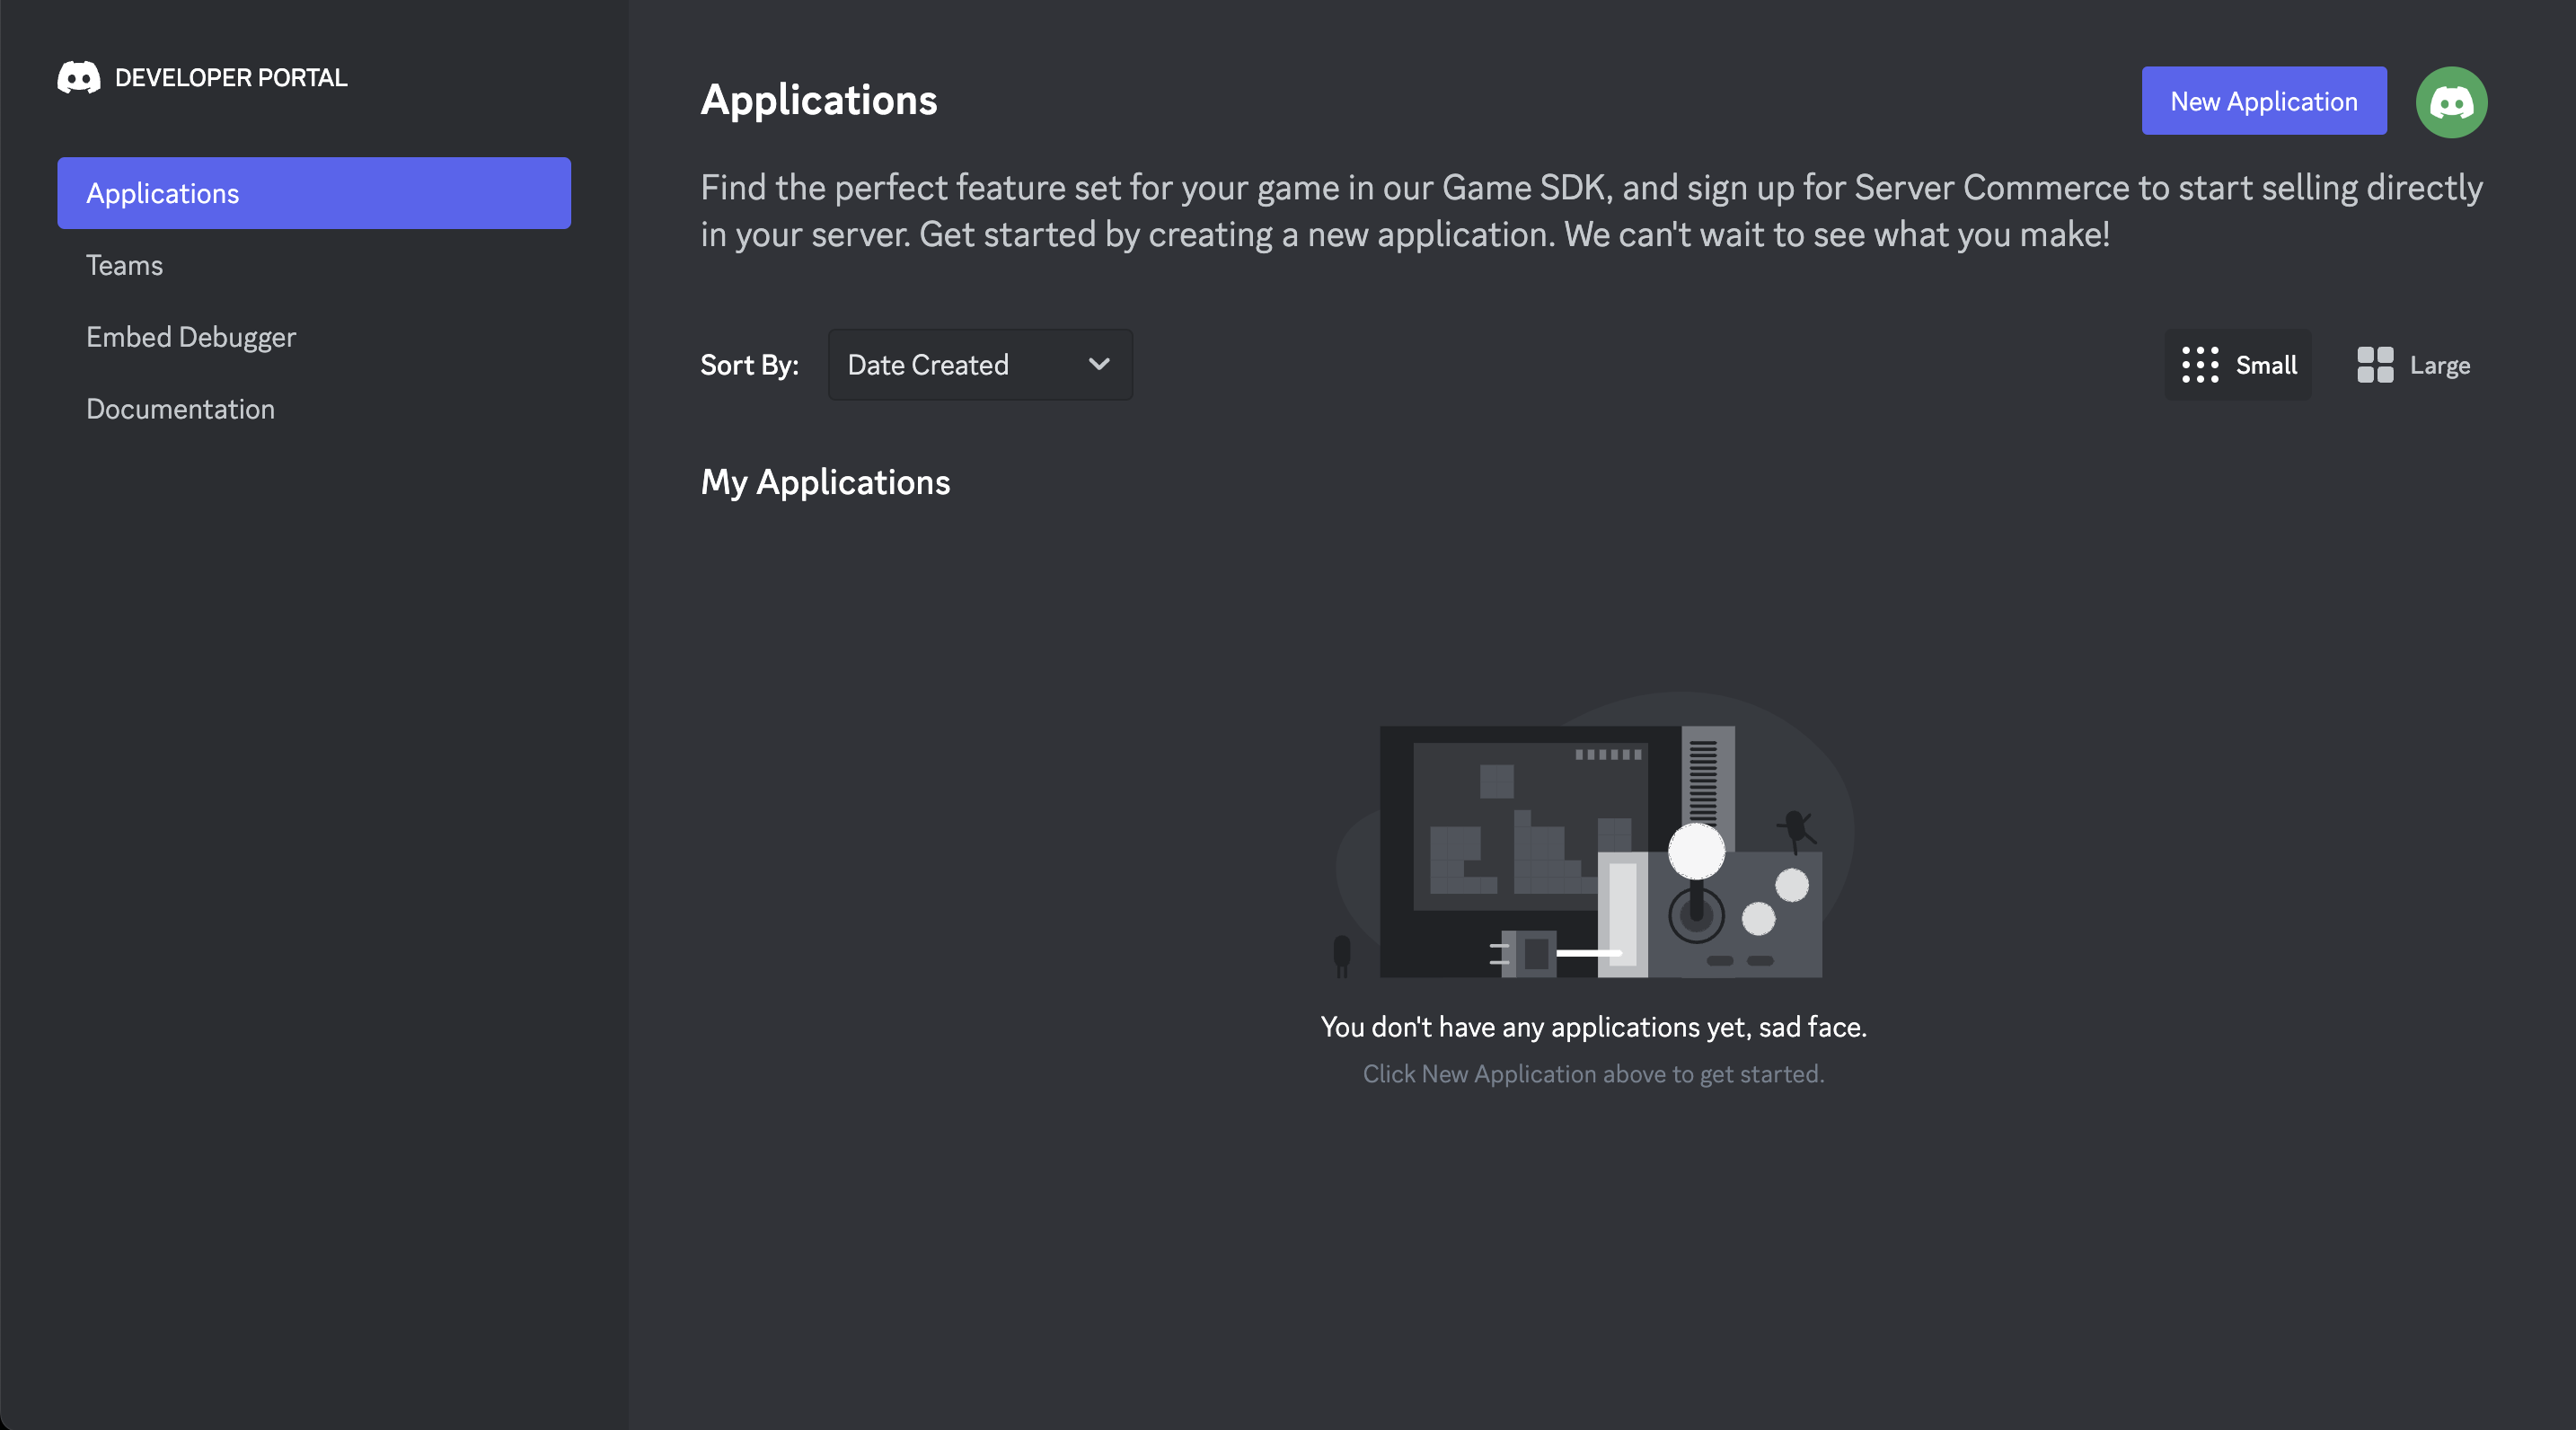 DEVELOPER PORTAL
Applications
Teams
Embed Debugger
Documentation
Applications
New Application
Find the perfect feature set for your game in our Game SDK, and sign up for Server Commerce to start selling directly
in your server. Get started by creating a new application. We can't wait to see what you make!
Sort By: Date Created
Small Large
My Applications
You don't have any applications yet, sad face.
Click New Application above to get started.